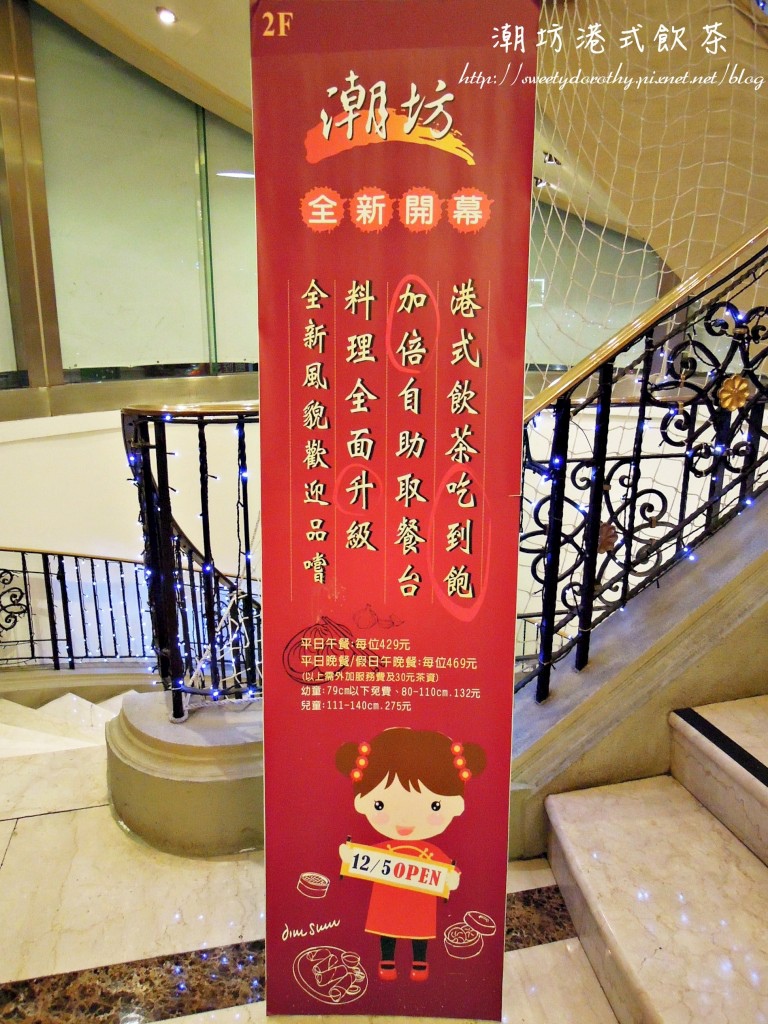 2F
潮坊港式飲茶
http://sweetydorothy.pixnet.net/blog
潮坊
全新開幕
港式飲茶吃到飽
加倍自助取餐台
料理全面升級
全新風貌歡迎品嚐
平日午餐:每位429元
平日晚餐/假日午晚餐:每位469元
(以上需外加服務費及30元茶資)
幼童:79cm以下免費、80-110cm.132元
兒童:111-140cm.275元
12/5 OPEN
dim sum